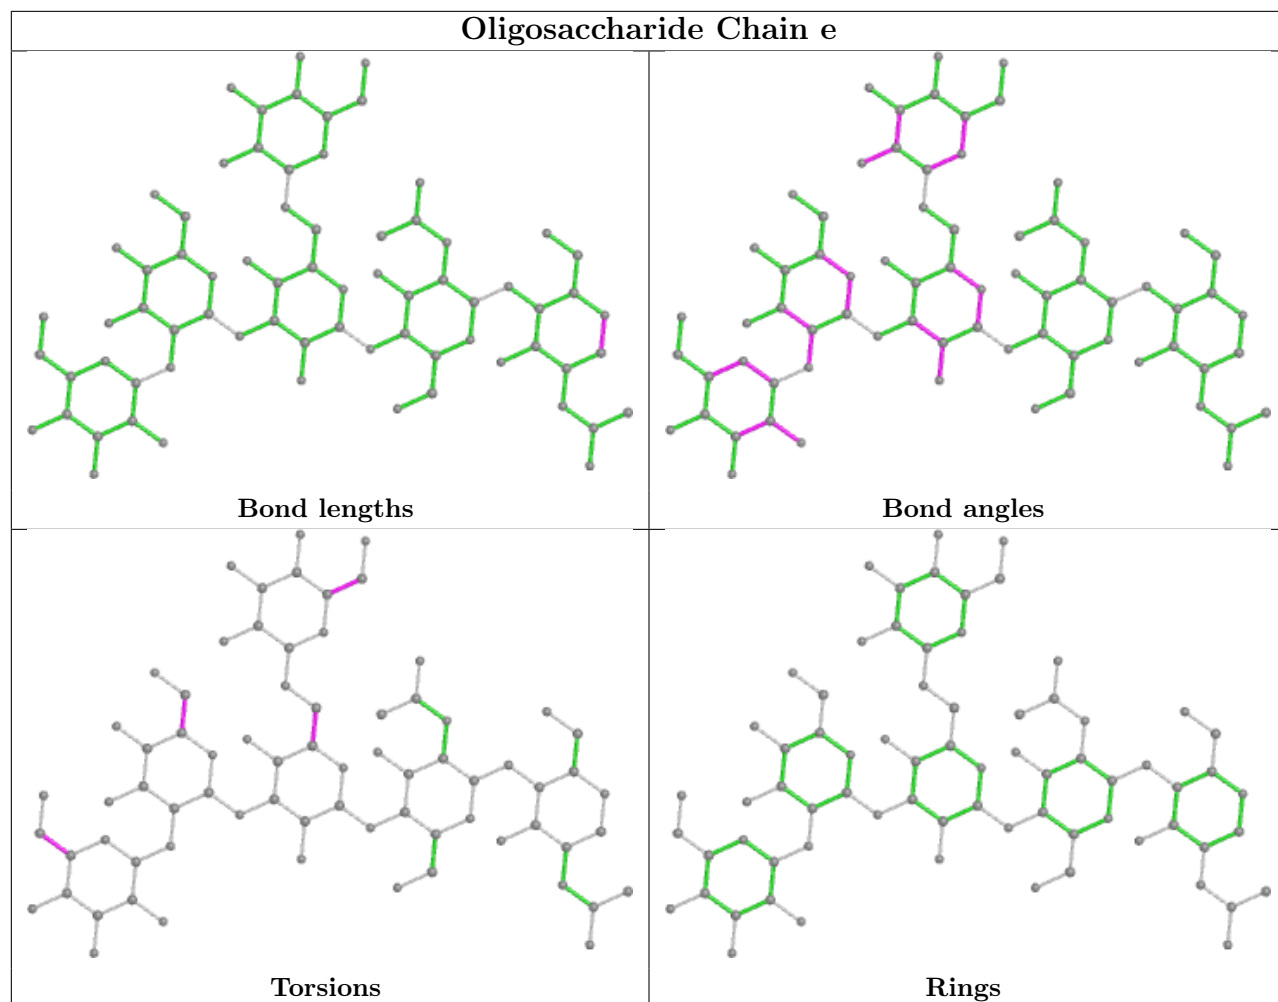 Oligosaccharide Chain e
Bond lengths
Bond angles
Torsions
Rings